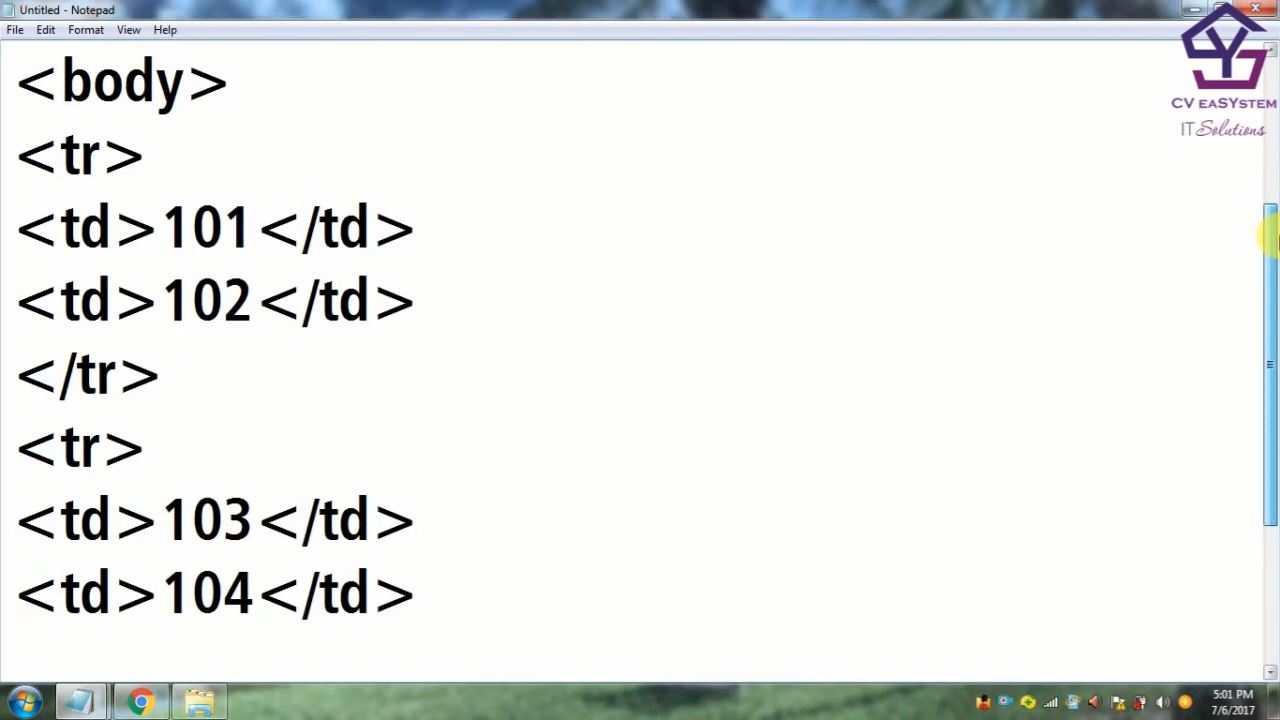 Untitled - Notepad
File Edit Format View Help
<body>
<tr>
<td>101</td>
<td>102</td>
</tr>
<tr>
<td>103</td>
<td>104</td>
CV eaSYstem
IT Solutions
5:01 PM
7/6/2017